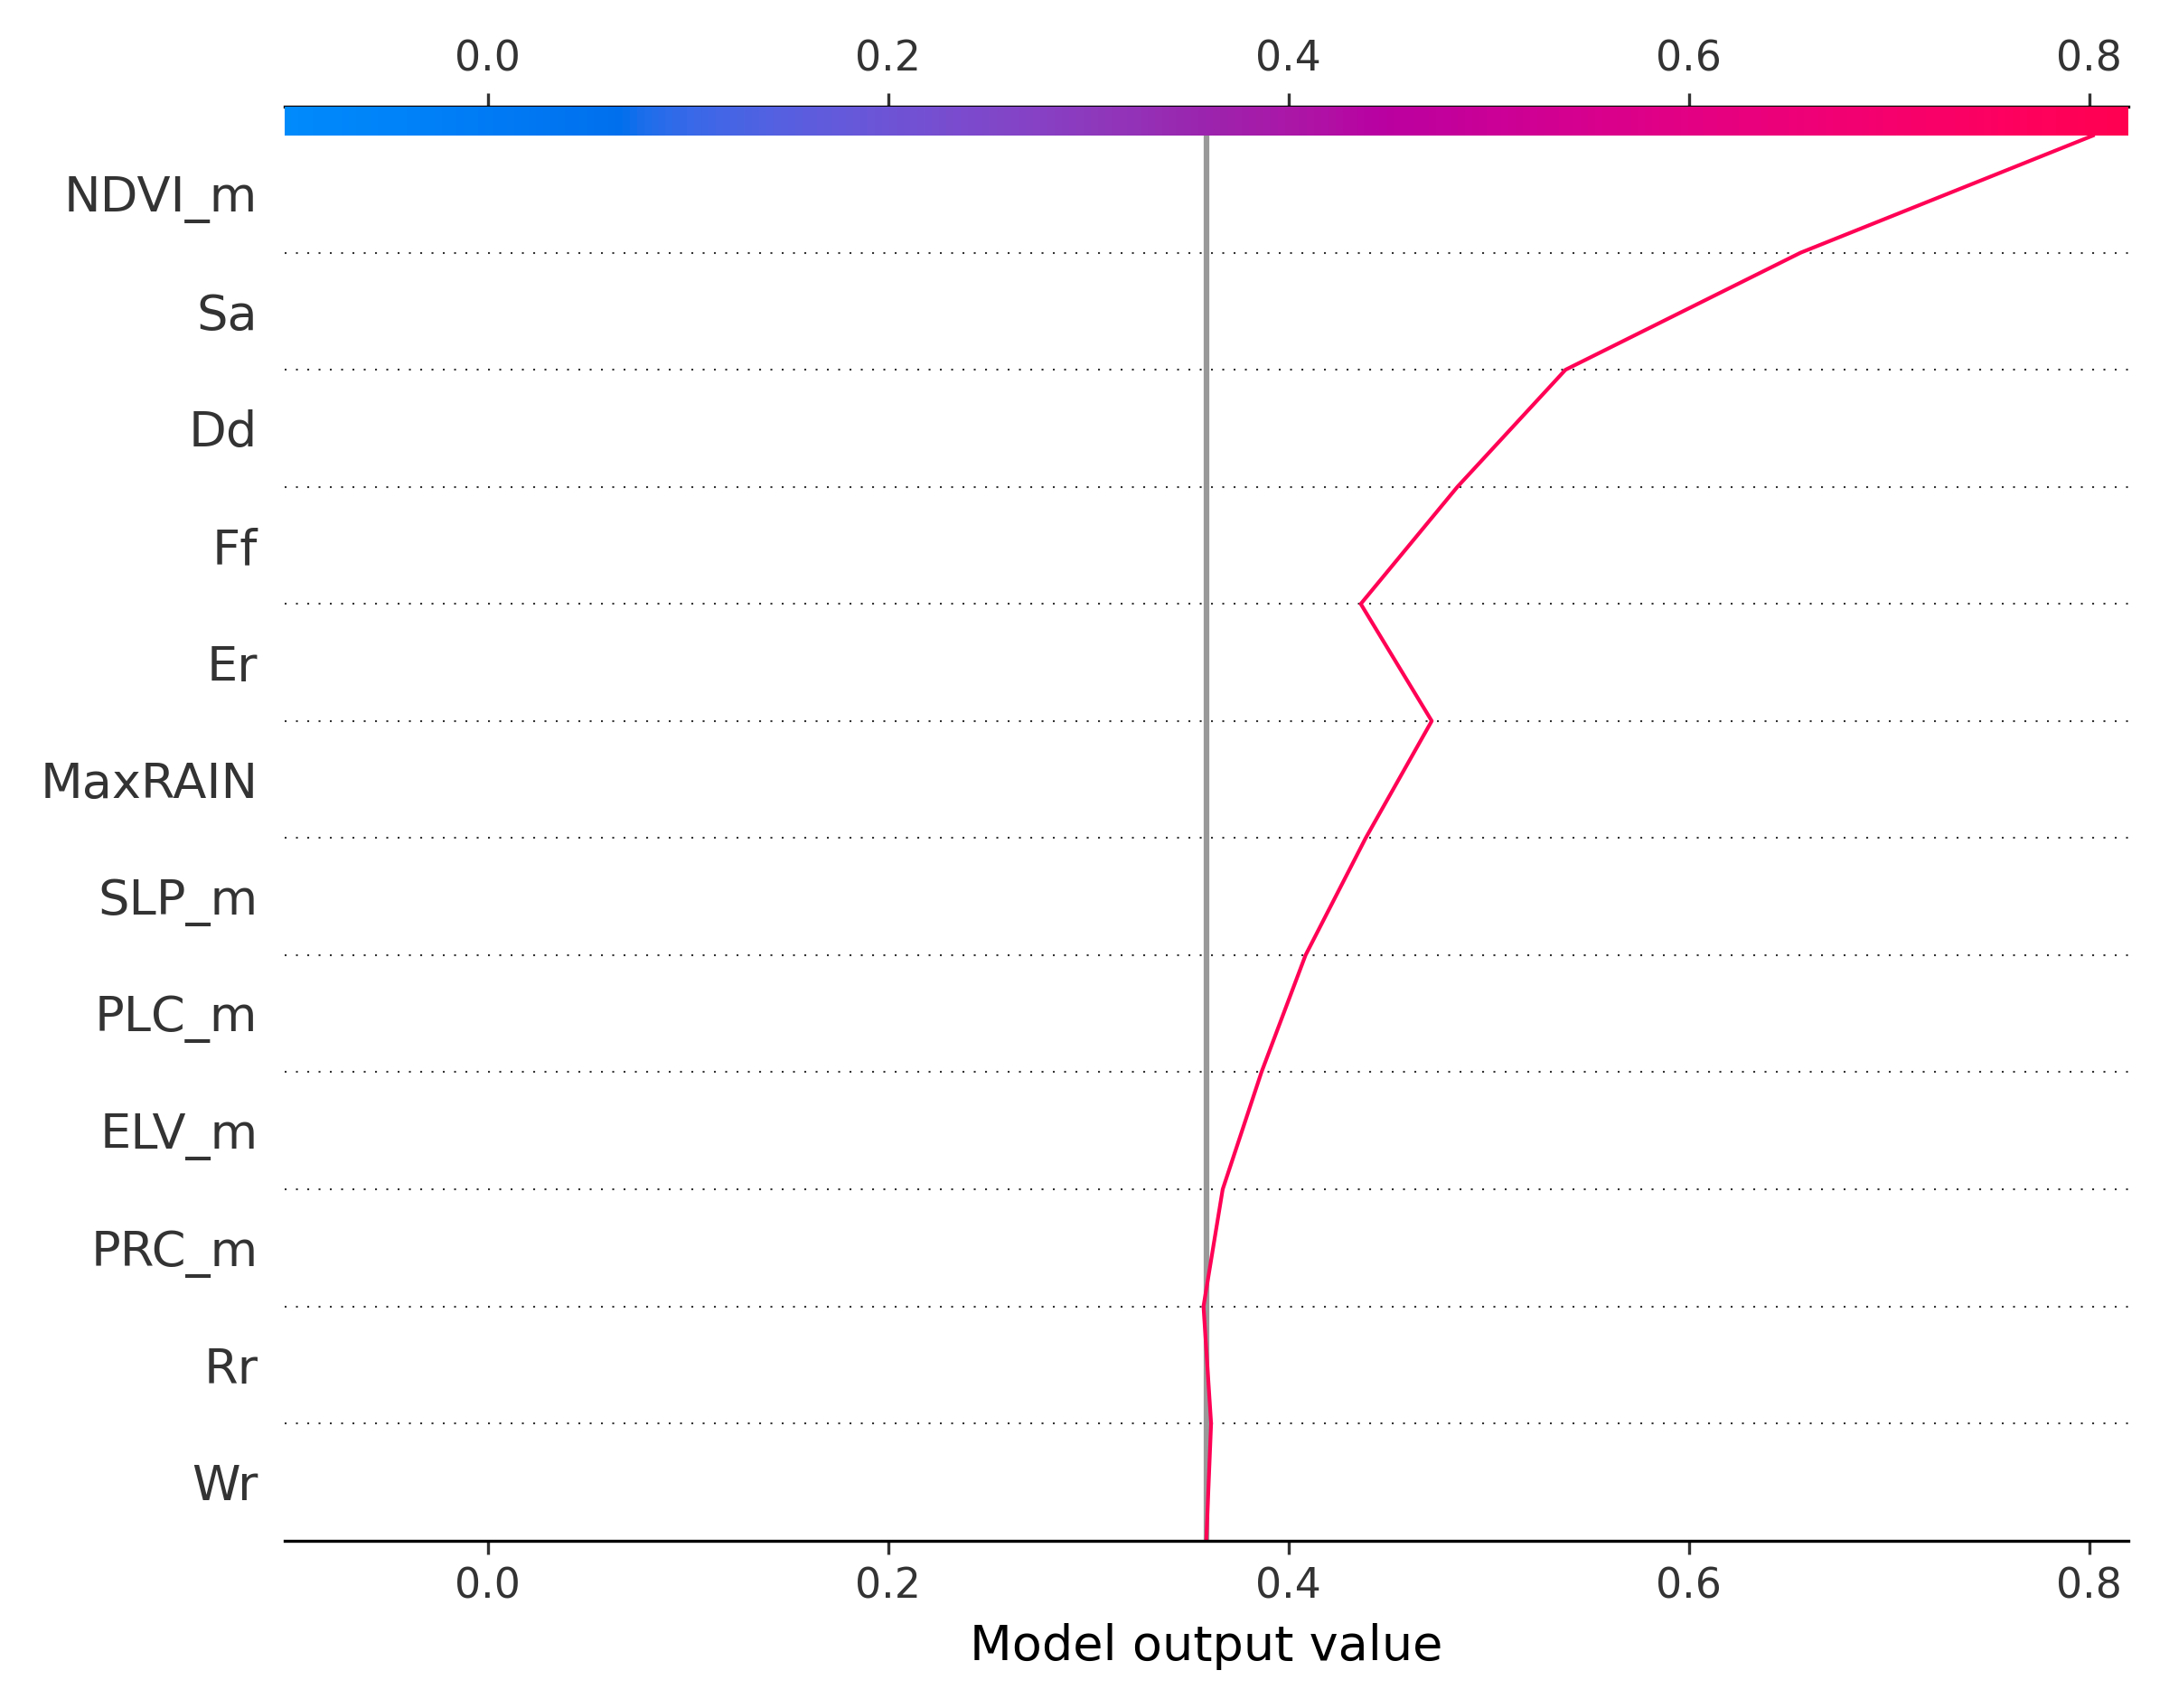 0.0 0.2 0.4 0.6 0.8
NDVI_m
Sa
Dd
Ff
Er
MaxRAIN
SLP_m
PLC_m
ELV_m
PRC_m
Rr
Wr
0.0 0.2 0.4 0.6 0.8
Model output value